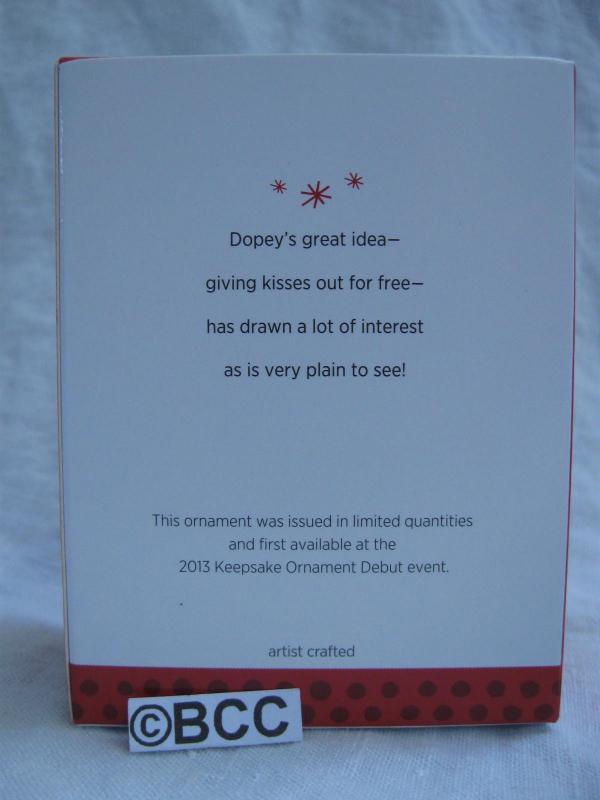 Dopey's great idea—
giving kisses out for free—
has drawn a lot of interest
as is very plain to see!
This ornament was issued in limited quantities
and first available at the
2013 Keepsake Ornament Debut event.
artist crafted
©BCC